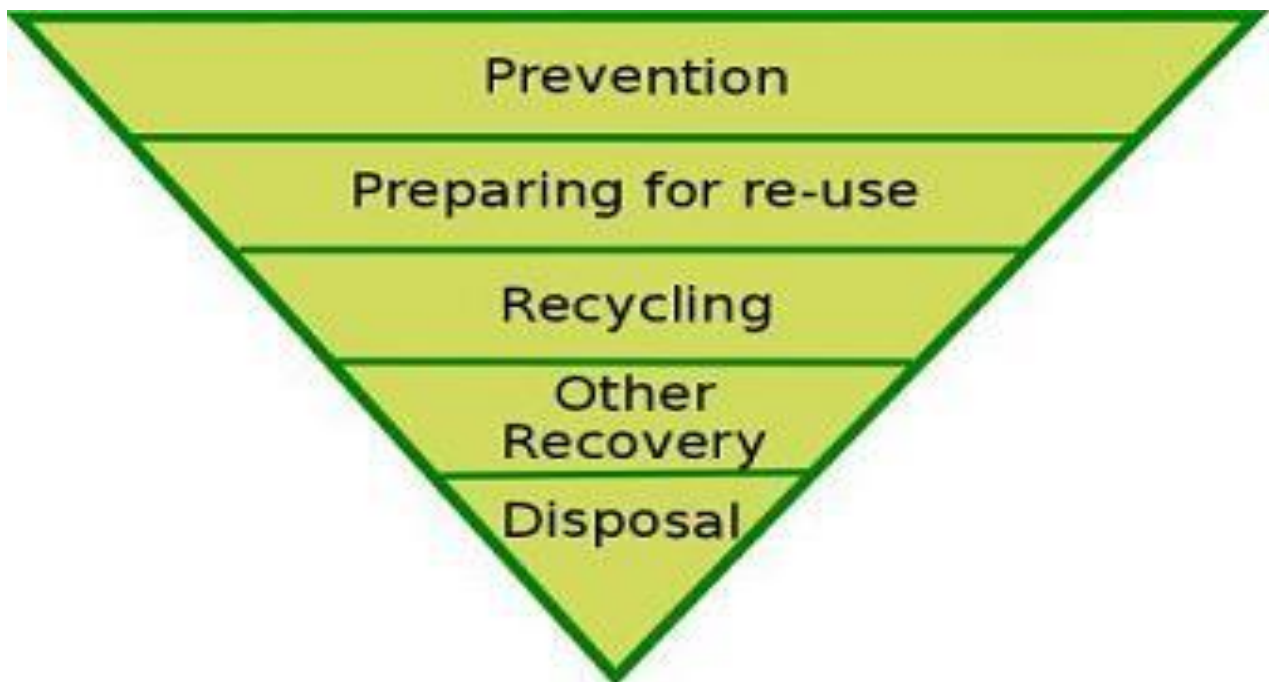 Prevention
Preparing for re-use
Recycling
Other
Recovery
Disposal